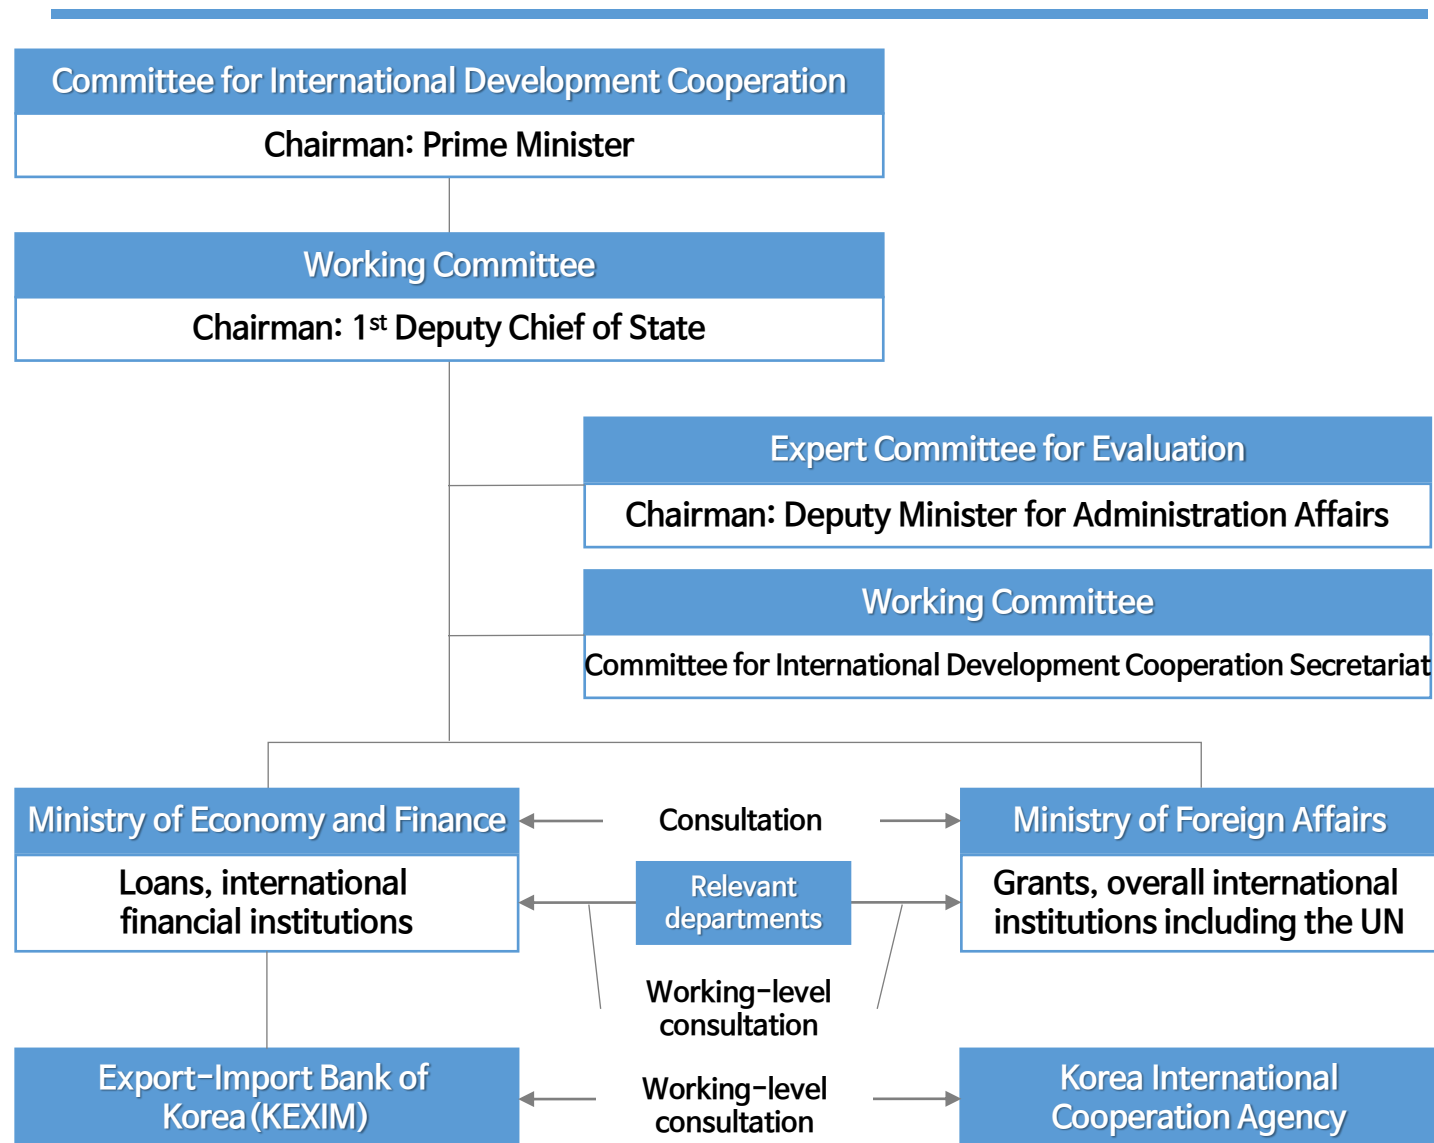 Committee for International Development Cooperation
Chairman: Prime Minister
Working Committee
Chairman: 1st Deputy Chief of State
Expert Committee for Evaluation
Chairman: Deputy Minister for Administration Affairs
Working Committee
Committee for International Development Cooperation Secretariat
Ministry of Economy and Finance
Consultation
Ministry of Foreign Affairs
Loans, international
financial institutions
Relevant
departments
Grants, overall international
institutions including the UN
Working-level
consultation
Export-Import Bank of
Korea(KEXIM)
Working-level
consultation
Korea International
Cooperation Agency